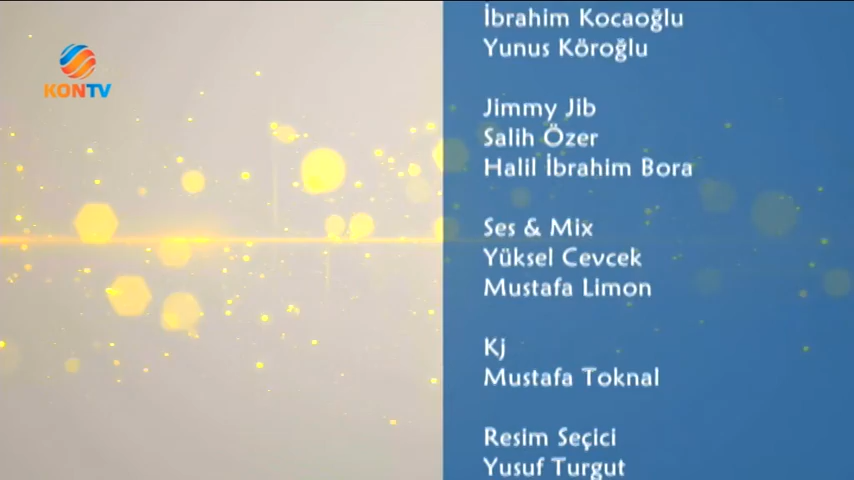 KONTV
İbrahim Kocaoğlu
Yunus Köroğlu
Jimmy Jib
Salih Özer
Halil İbrahim Bora
Ses & Mix
Yüksel Cevcek
Mustafa Limon
Kj
Mustafa Toknal
Resim Seçici
Yusuf Turgut